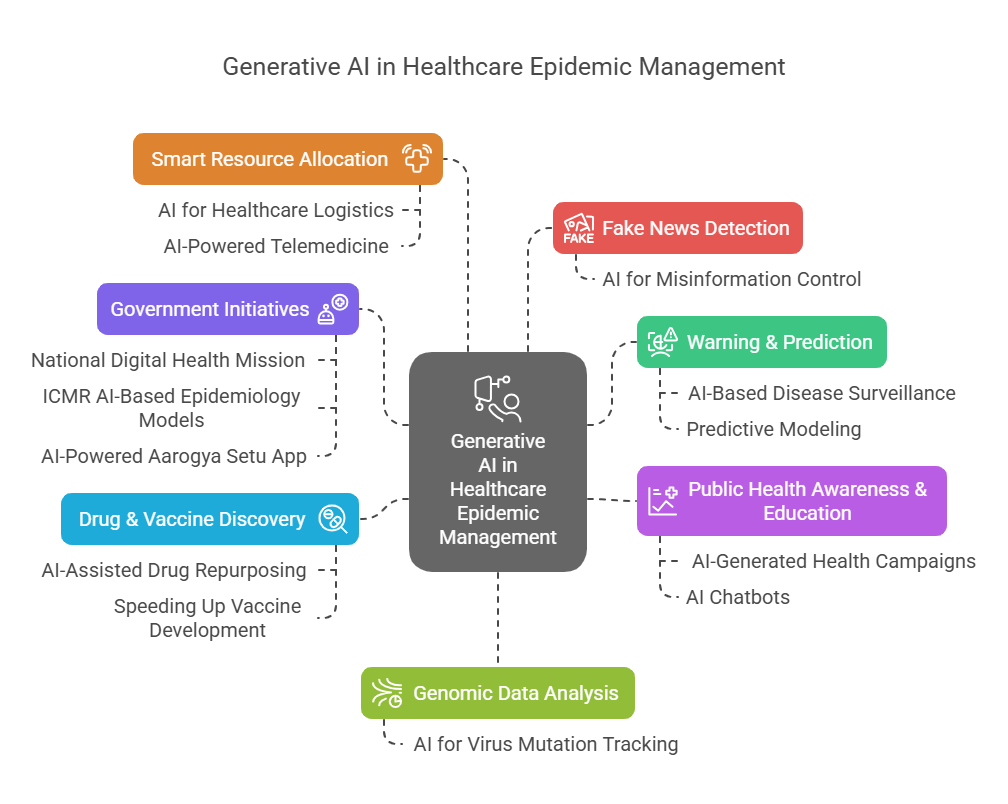 Generative AI in Healthcare Epidemic Management
Smart Resource Allocation
AI for Healthcare Logistics
AI-Powered Telemedicine
Government Initiatives
National Digital Health Mission
ICMR AI-Based Epidemiology
Models
AI-Powered Aarogya Setu App
Drug & Vaccine Discovery
AI-Assisted Drug Repurposing
Speeding Up Vaccine
Development
Generative
AI in
Healthcare
Epidemic
Management
FAKE
Fake News Detection
AI for Misinformation Control
Warning & Prediction
AI-Based Disease Surveillance
Predictive Modeling
Public Health Awareness &
Education
AI-Generated Health Campaigns
AI Chatbots
Genomic Data Analysis
AI for Virus Mutation Tracking